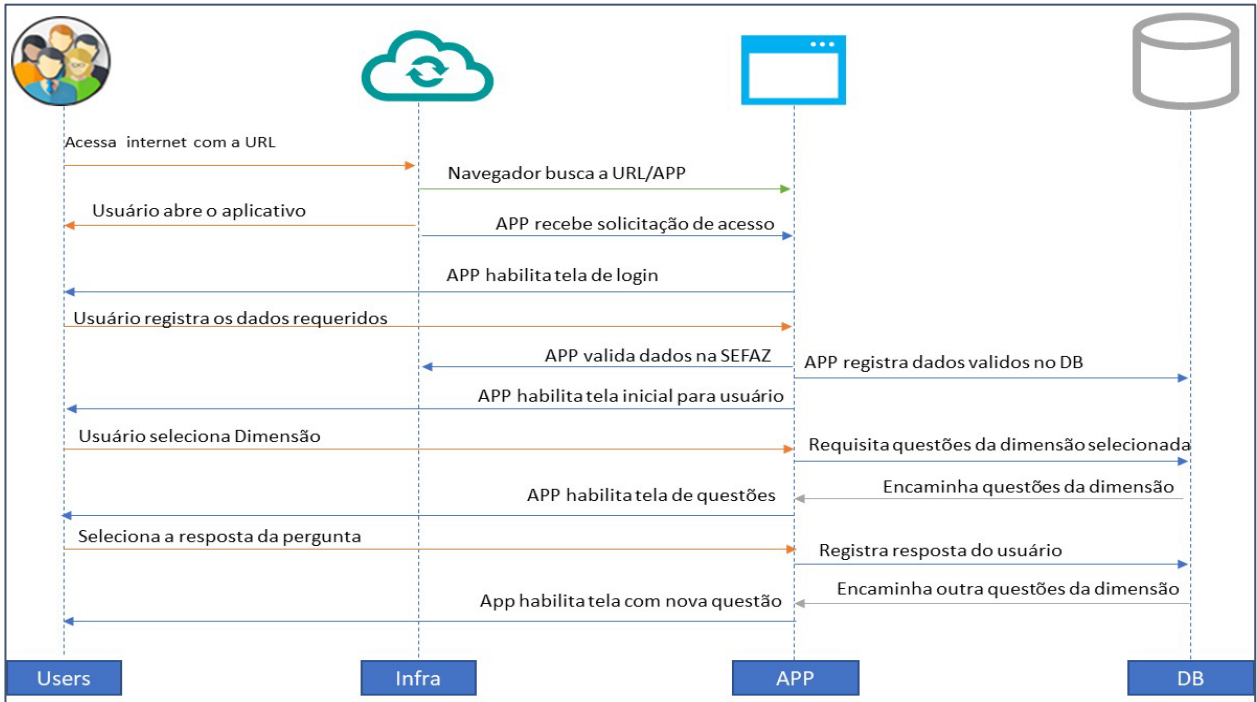 Acessa internet com a URL
Navegador busca a URL/APP
Usuário abre o aplicativo
APP recebe solicitação de acesso
APP habilita tela de login
Usuário registra os dados requeridos
APP valida dados na SEFAZ
APP registra dados validos no DB
APP habilita tela inicial para usuário
Usuário seleciona Dimensão
Requisita questões da dimensão selecionada
Encaminha questões da dimensão
APP habilita tela de questões
Seleciona a resposta da pergunta
Registra resposta do usuário
Encaminha outra questões da dimensão
App habilita tela com nova questão
Users
Infra
APP
DB